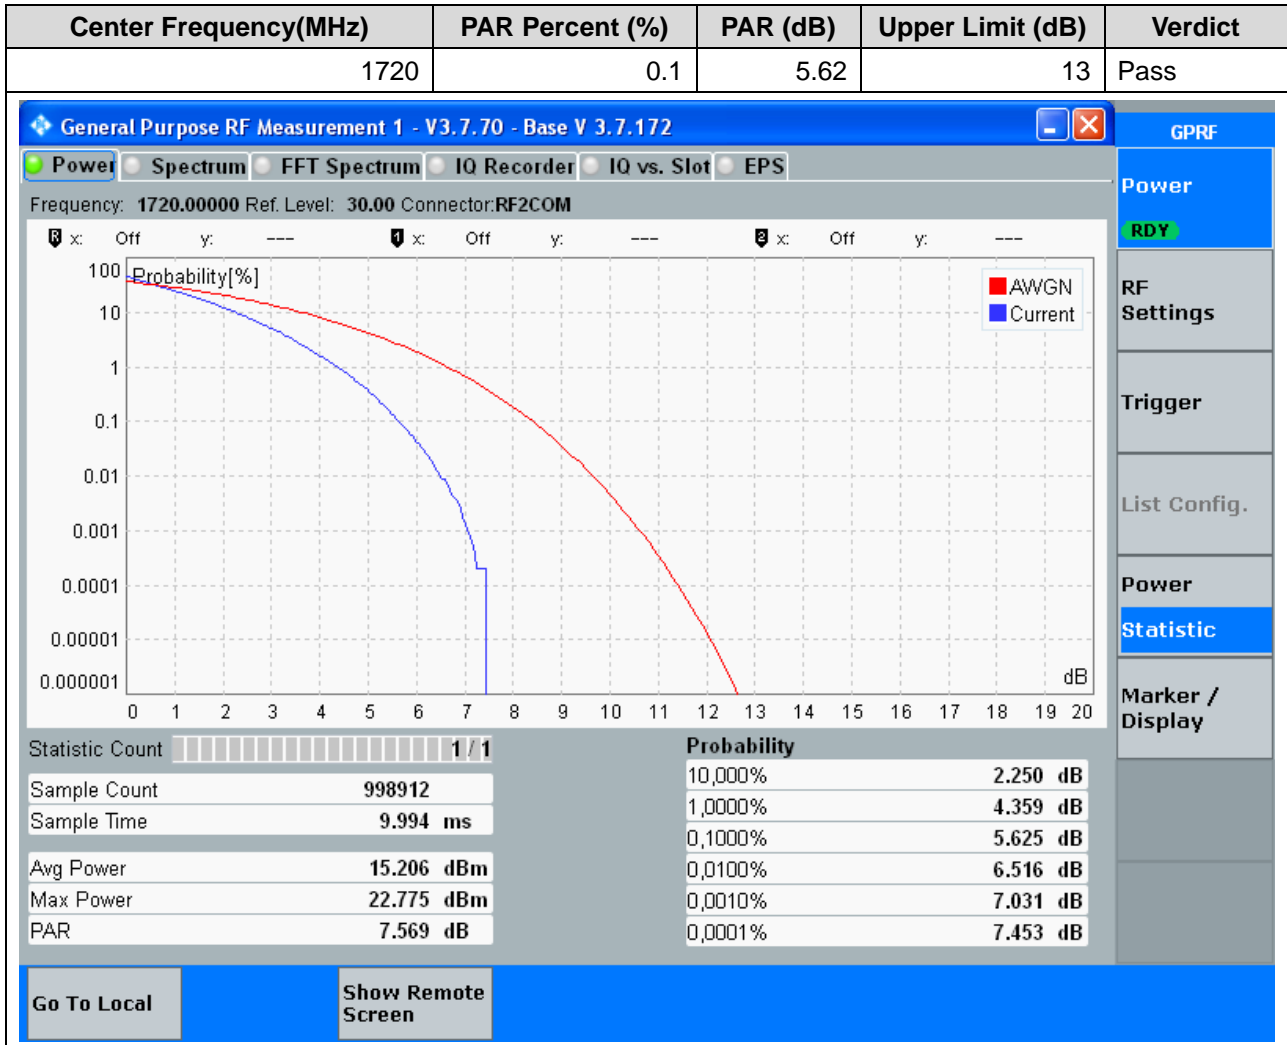 Center Frequency(MHz) PAR Percent (%) PAR (dB) Upper Limit (dB) Verdict
1720 0.1 5.62 13 Pass
General Purpose RF Measurement 1 - V3.7.70 - Base V 3.7.172
GPRF
Power Spectrum FFT Spectrum IQ Recorder IQ vs. Slot EPS
Frequency: 1720.00000 Ref. Level: 30.00 Connector:RF2COM
R x: Off y: --- 1 x: Off y: --- 2 x: Off y: ---
Probability[%]
AWGN
Current
100
10
1
0.1
0.01
0.001
0.0001
0.00001
0.000001
dB
0 1 2 3 4 5 6 7 8 9 10 11 12 13 14 15 16 17 18 19 20
Statistic Count 1 / 1
Sample Count 998912
Sample Time 9.994 ms
Avg Power 15.206 dBm
Max Power 22.775 dBm
PAR 7.569 dB
Probability
10,000% 2.250 dB
1,0000% 4.359 dB
0,1000% 5.625 dB
0,0100% 6.516 dB
0,0010% 7.031 dB
0,0001% 7.453 dB
Power
RDY
RF
Settings
Trigger
List Config.
Power
Statistic
Marker /
Display
Go To Local
Show Remote
Screen